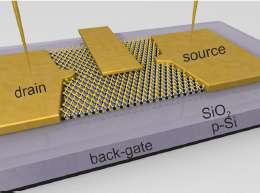 drain
source
SiO₂
p-Si
back-gate